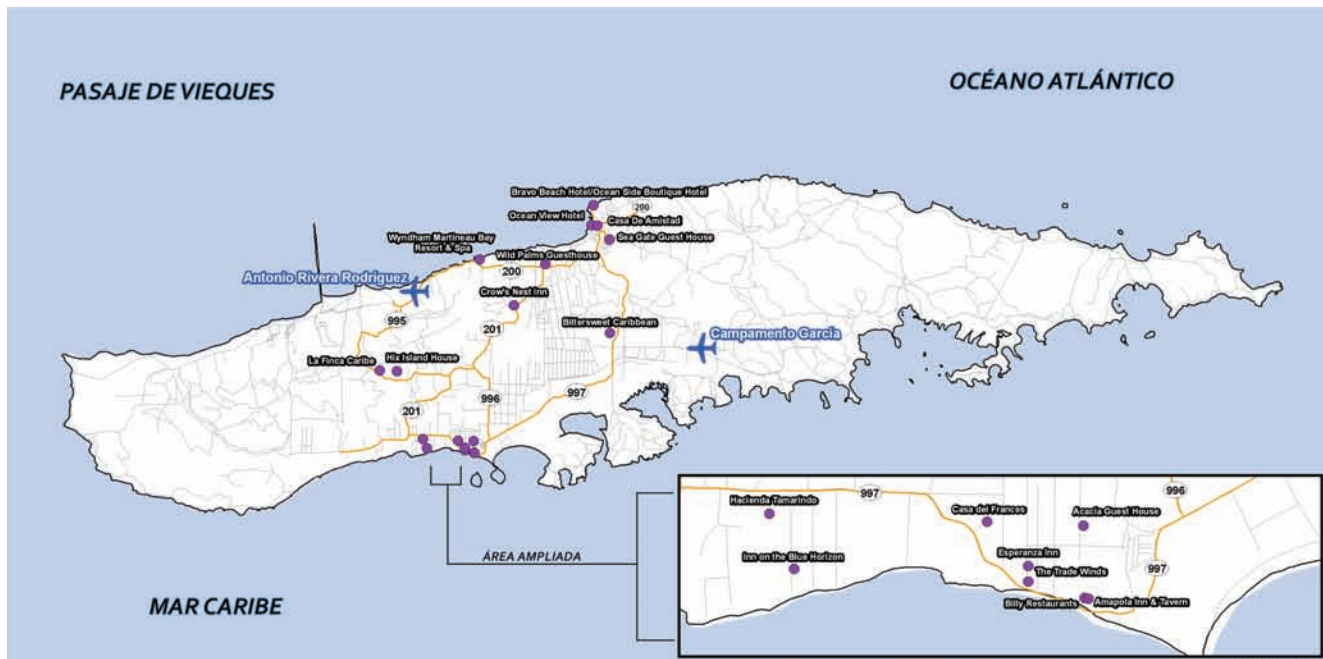 PASAJE DE VIEQUES
OCÉANO ATLÁNTICO
Bravo Beach Hotel/Ocean Side Boutique Hotel
200
Ocean View Hotel
Casa De Amistad
Sea Gate Guest House
Wyndham Martineau Bay
Resort & Spa
Wild Palms Guesthouse
200
Antonio Rivera Rodríguez
Crow's Nest Inn
995
201
Bittersweet Caribbean
Campamento García
La Finca Caribe
Hix Island House
201
996
997
ÁREA AMPLIADA
MAR CARIBE
997
996
Hacienda Tamarindo
Casa del Frances
Acacia Guest House
Inn on the Blue Horizon
Esperanza Inn
The Trade Winds
997
Billy Restaurants
Amapola Inn & Tavern